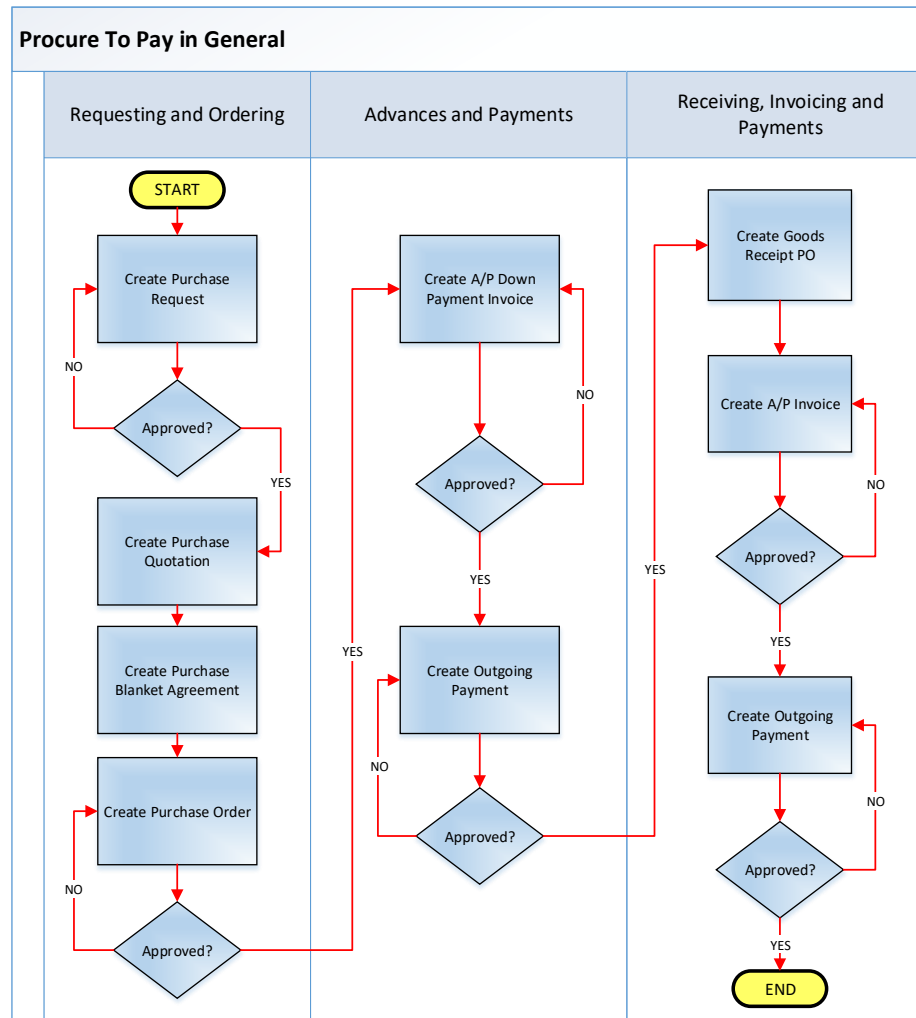 Procure To Pay in General
Requesting and Ordering
Advances and Payments
Receiving, Invoicing and
Payments
START
Create Purchase
Request
NO
Approved?
YES
Create Purchase
Quotation
Create Purchase
Blanket Agreement
Create Purchase Order
NO
Approved?
YES
Create A/P Down
Payment Invoice
NO
Approved?
YES
Create Outgoing
Payment
NO
Approved?
YES
Create Goods
Receipt PO
Create A/P Invoice
NO
Approved?
YES
Create Outgoing
Payment
NO
Approved?
YES
END